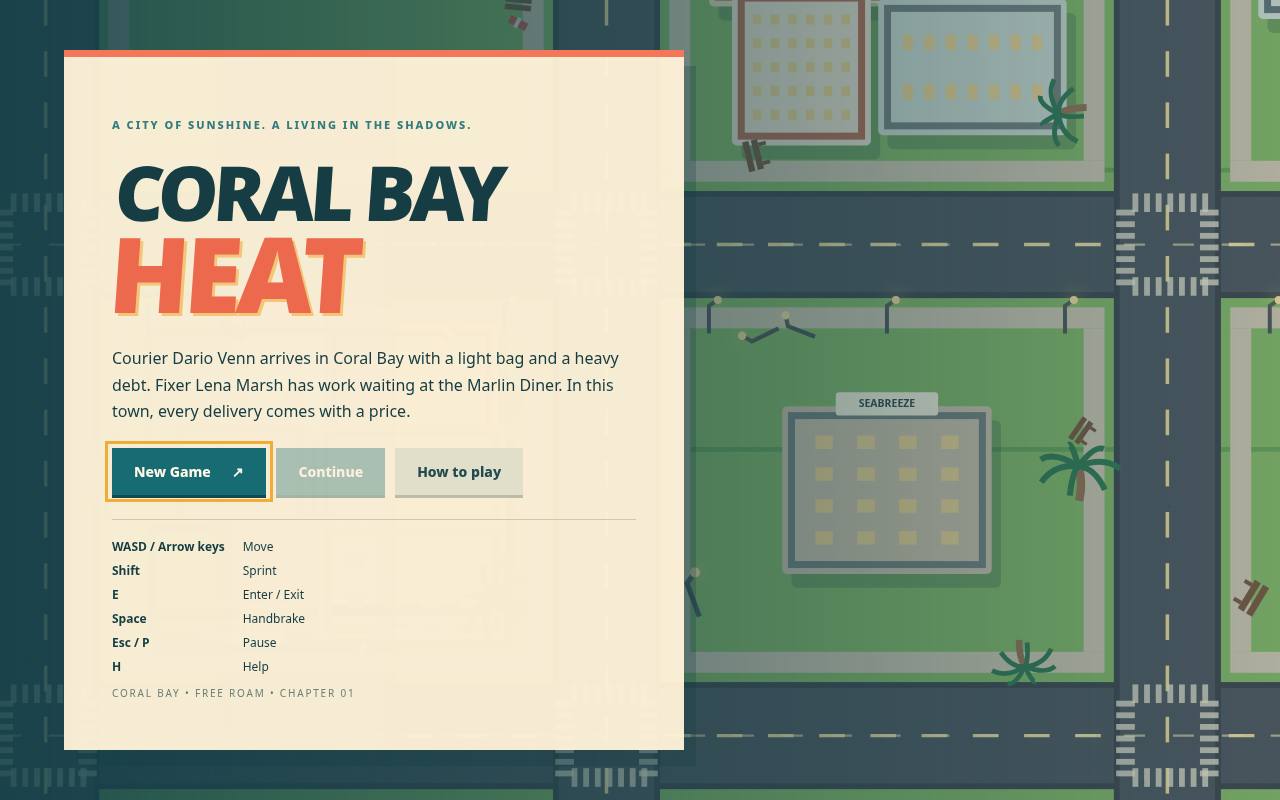 A CITY OF SUNSHINE. A LIVING IN THE SHADOWS.
CORAL BAY
HEAT
Courier Dario Venn arrives in Coral Bay with a light bag and a heavy
debt. Fixer Lena Marsh has work waiting at the Marlin Diner. In this
town, every delivery comes with a price.
New Game ↗ Continue How to play
WASD / Arrow keys Move
Shift Sprint
E Enter / Exit
Space Handbrake
Esc / P Pause
H Help
CORAL BAY • FREE ROAM • CHAPTER 01
SEABREEZE